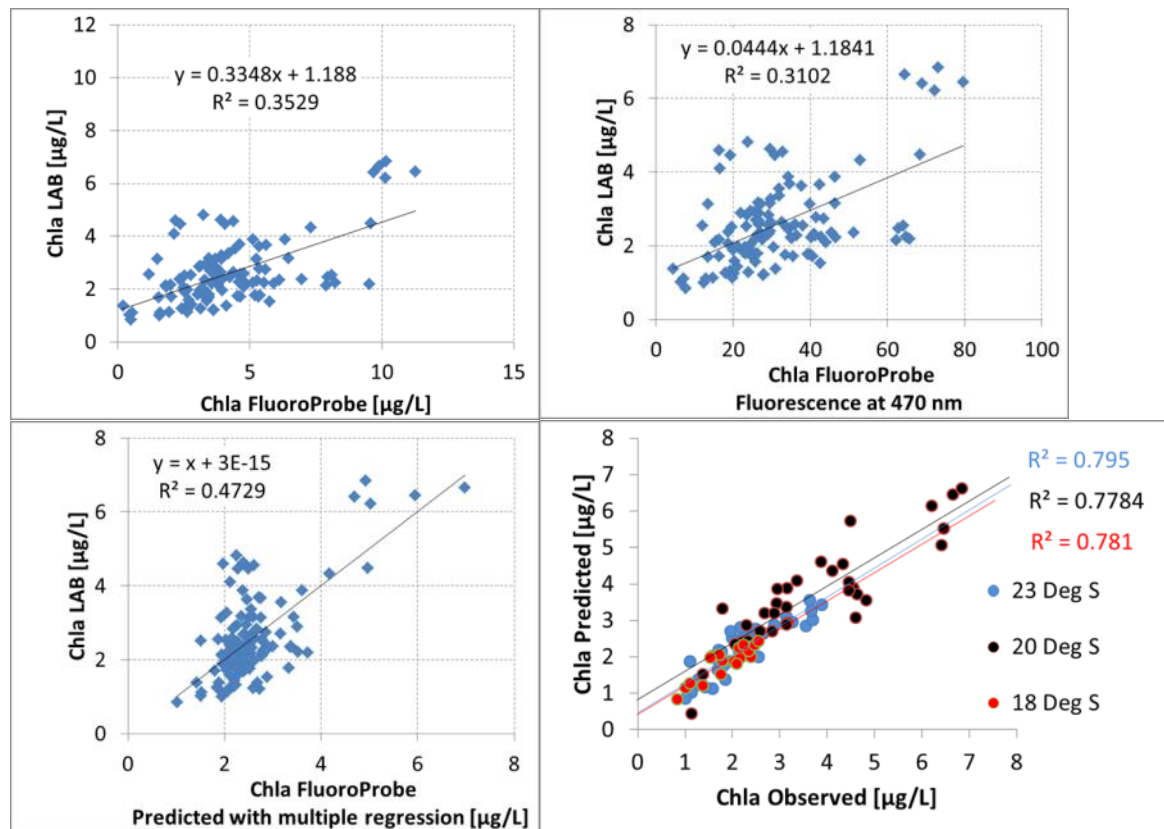 12
10
8
6
4
2
0
Chla LAB [µg/L]
y = 0.3348x + 1.188
R² = 0.3529
0 5 10 15
Chla FluoroProbe [µg/L]
8
6
4
2
0
Chla LAB [µg/L]
y = 0.0444x + 1.1841
R² = 0.3102
0 20 40 60 80 100
Chla FluoroProbe
Fluorescence at 470 nm
8
6
4
2
0
Chla LAB [µg/L]
y = x + 3E-15
R² = 0.4729
0 2 4 6 8
Chla FluoroProbe
Predicted with multiple regression [µg/L]
8
7
6
5
4
3
2
1
0
Chla Predicted [µg/L]
R² = 0.795
R² = 0.7784
R² = 0.781
23 Deg S
20 Deg S
18 Deg S
0 1 2 3 4 5 6 7 8
Chla Observed [µg/L]